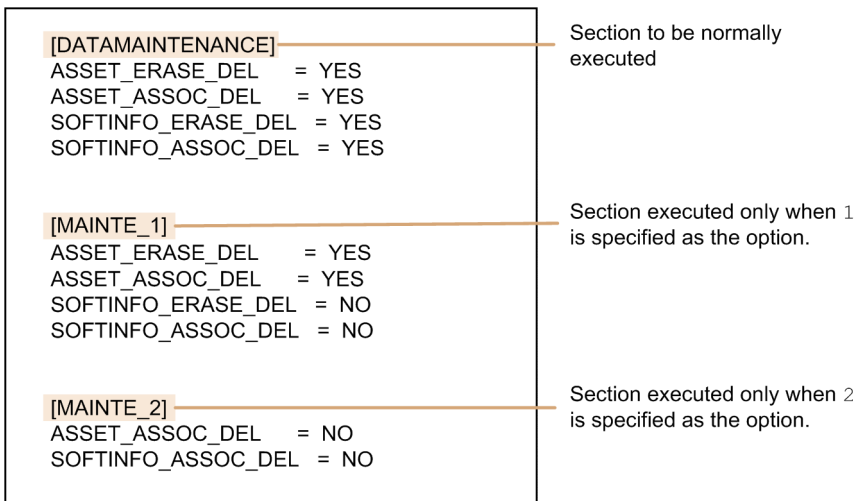 [DATAMAINTENANCE]
Section to be normally
executed
ASSET_ERASE_DEL = YES
ASSET_ASSOC_DEL = YES
SOFTINFO_ERASE_DEL = YES
SOFTINFO_ASSOC_DEL = YES
[MAINTE_1]
Section executed only when 1
is specified as the option.
ASSET_ERASE_DEL = YES
ASSET_ASSOC_DEL = YES
SOFTINFO_ERASE_DEL = NO
SOFTINFO_ASSOC_DEL = NO
[MAINTE_2]
Section executed only when 2
is specified as the option.
ASSET_ASSOC_DEL = NO
SOFTINFO_ASSOC_DEL = NO